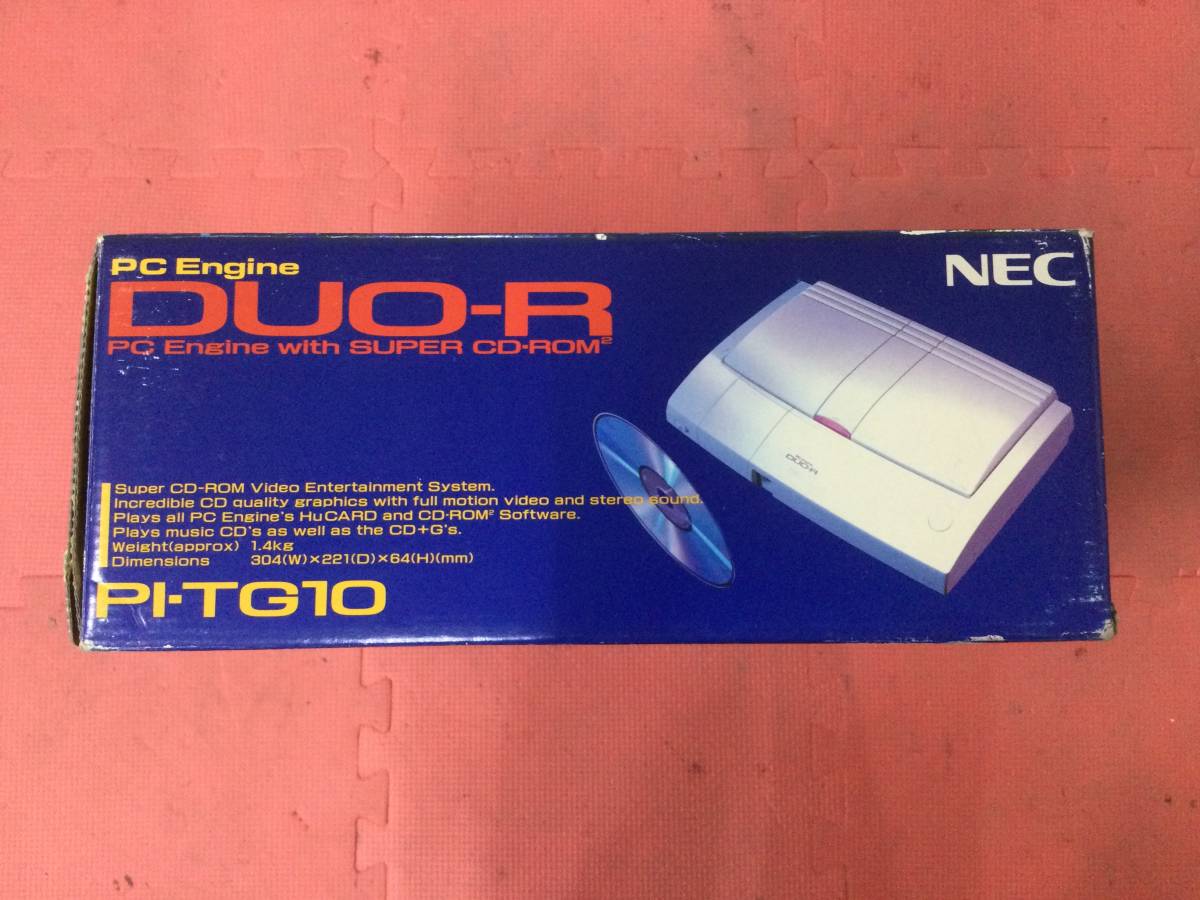 PC Engine
NEC
DUO-R
PC Engine with SUPER CD-ROM²
DUO-R
Super CD-ROM Video Entertainment System.
Incredible CD quality graphics with full motion video and stereo sound.
Plays all PC Engine's HuCARD and CD-ROM² Software.
Plays music CD's as well as the CD+G's.
Weight(approx) 1.4kg
Dimensions 304(W)×221(D)×64(H)(mm)
PI-TG10